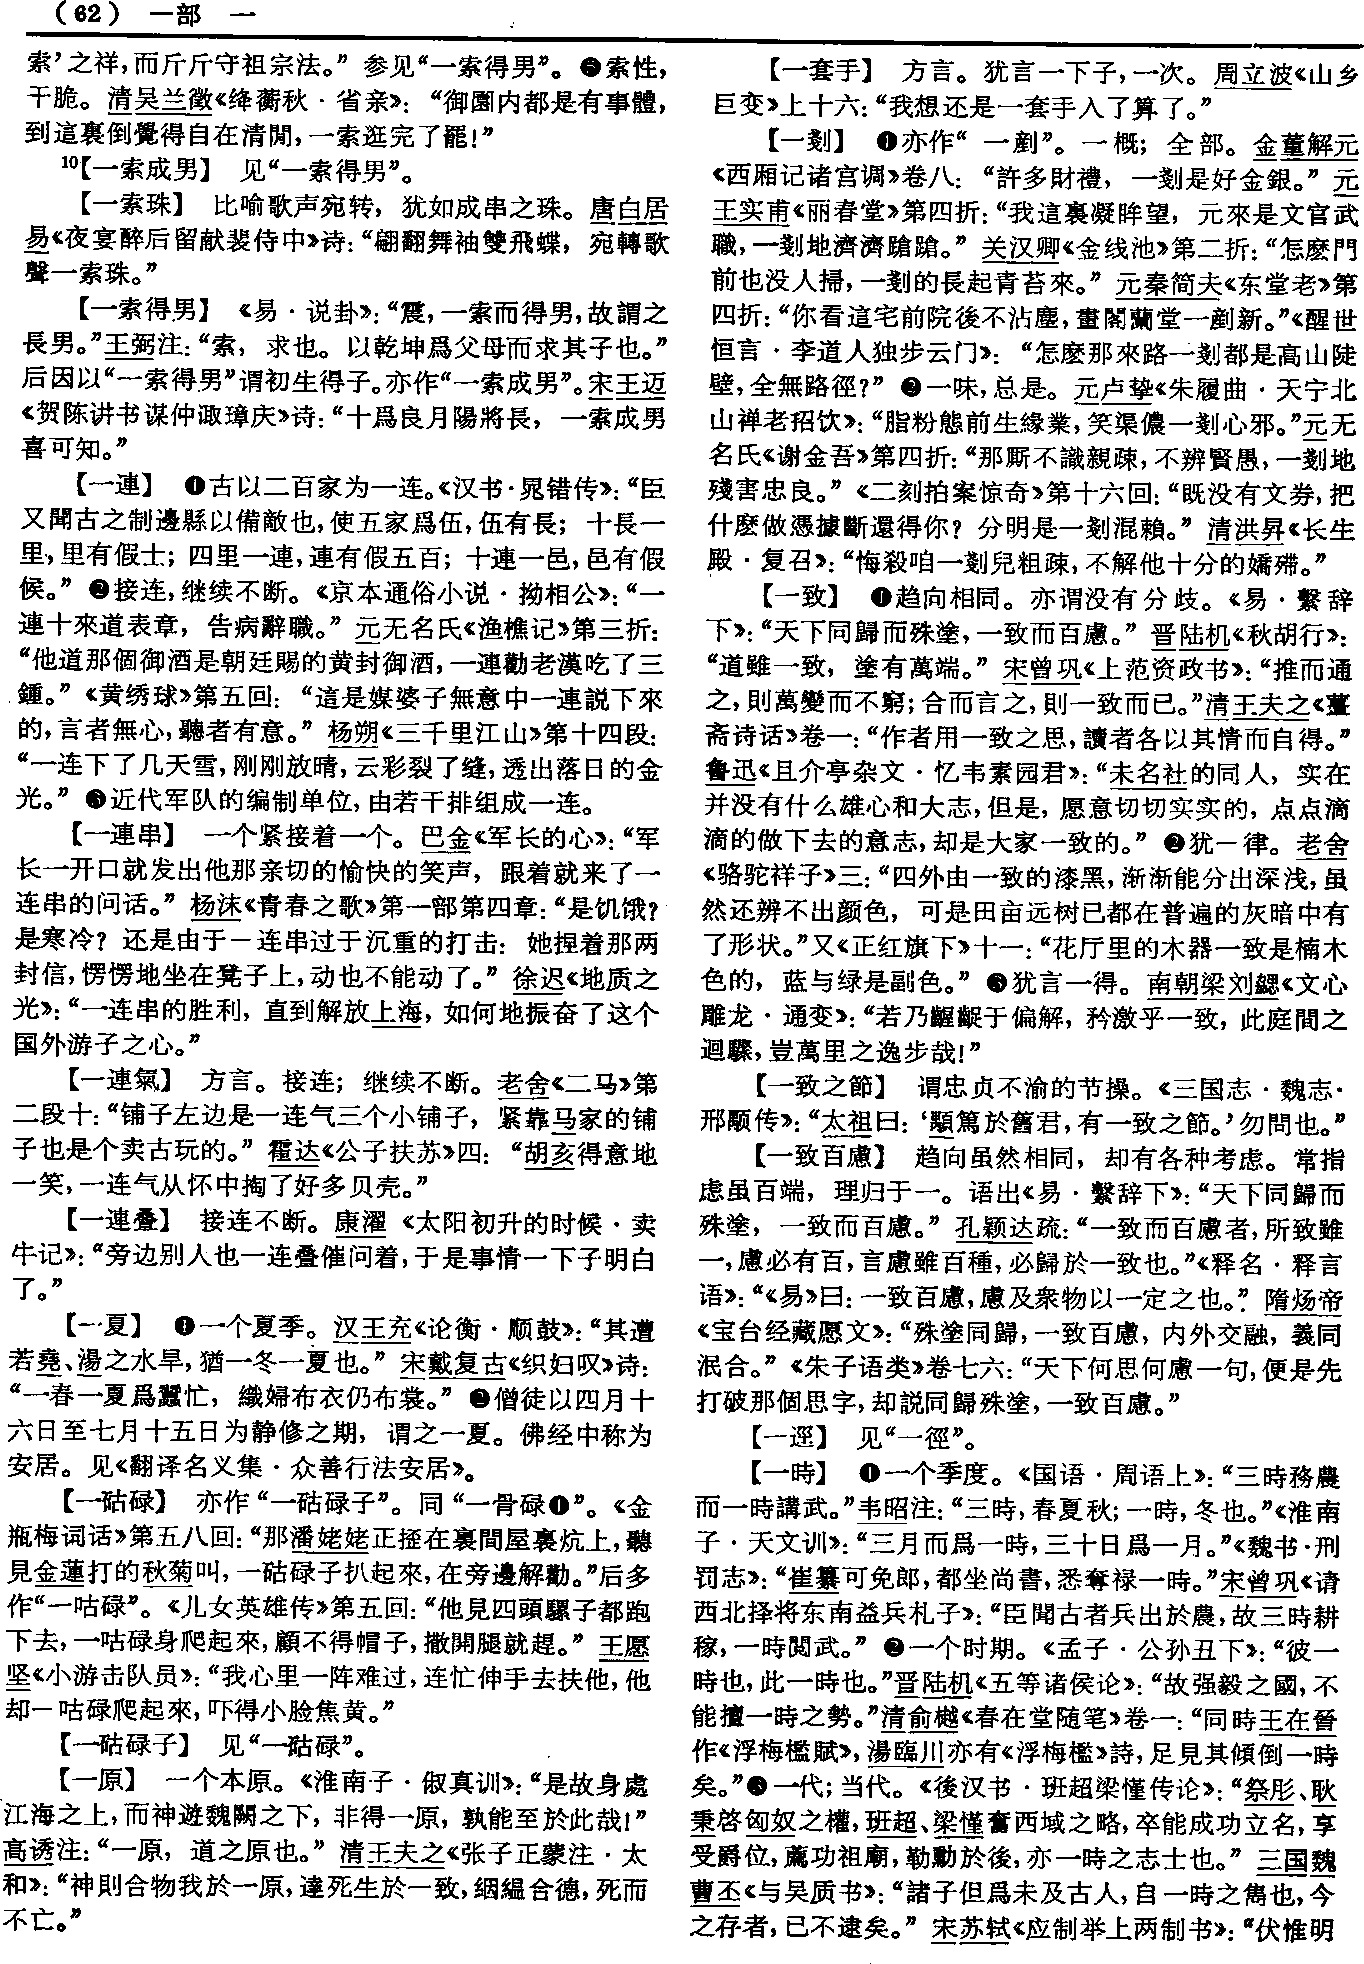 （62） 一部 一
索’之祥，而斤斤守祖宗法。” 参见“一索得男”。 ❺索性，
干脆。清吴兰徵《绛蘅秋·省亲》：“御園内都是有事體，
到這裏倒覺得自在清閒，一索逛完了罷！”
10【一索成男】 见“一索得男”。
【一索珠】 比喻歌声宛转，犹如成串之珠。唐白居
易《夜宴醉后留献裴侍中》诗：“翩翻舞袖雙飛蝶，宛轉歌
聲一索珠。”
【一索得男】 《易·说卦》：“震，一索而得男，故謂之
長男。”王弼注：“索，求也。以乾坤爲父母而求其子也。”
后因以“一索得男”谓初生得子。亦作“一索成男”。宋王迈
《贺陈讲书谋仲诹璋庆》诗：“十爲良月陽將長，一索成男
喜可知。”
【一連】 ❶古以二百家为一连。《汉书·晁错传》：“臣
又聞古之制邊縣以備敵也，使五家爲伍，伍有長；十長一
里，里有假士；四里一連，連有假五百；十連一邑，邑有假
候。” ❷接连，继续不断。《京本通俗小说·拗相公》：“一
連十來道表章，告病辭職。” 元无名氏《渔樵记》第三折：
“他道那個御酒是朝廷賜的黄封御酒，一連勸老漢吃了三
鍾。” 《黄绣球》第五回：“這是媒婆子無意中一連説下來
的，言者無心，聽者有意。” 杨朔《三千里江山》第十四段：
“一连下了几天雪，刚刚放晴，云彩裂了缝，透出落日的金
光。” ❸近代军队的编制单位，由若干排组成一连。
【一連串】 一个紧接着一个。巴金《军长的心》：“军
长一开口就发出他那亲切的愉快的笑声，跟着就来了一
连串的问话。” 杨沫《青春之歌》第一部第四章：“是饥饿？
是寒冷？还是由于一连串过于沉重的打击：她捏着那两
封信，愣愣地坐在凳子上，动也不能动了。” 徐迟《地质之
光》：“一连串的胜利，直到解放上海，如何地振奋了这个
国外游子之心。”
【一連氣】 方言。接连；继续不断。老舍《二马》第
二段十：“铺子左边是一连气三个小铺子，紧靠马家的铺
子也是个卖古玩的。” 霍达《公子扶苏》四：“胡亥得意地
一笑，一连气从怀中掏了好多贝壳。”
【一連叠】 接连不断。康濯《太阳初升的时候·卖
牛记》：“旁边别人也一连叠催问着，于是事情一下子明白
了。”
【一夏】 ❶一个夏季。汉王充《论衡·顺鼓》：“其遭
若堯、湯之水旱，猶一冬一夏也。” 宋戴复古《织妇叹》诗：
“一春一夏爲蠶忙，織婦布衣仍布裳。” ❷僧徒以四月十
六日至七月十五日为静修之期，谓之一夏。佛经中称为
安居。见《翻译名义集·众善行法安居》。
【一砧碌】 亦作“一砧碌子”。同“一骨碌❶”。《金
瓶梅词话》第五八回：“那潘姥姥正𢱉在裏間屋裏炕上，聽
見金蓮打的秋菊叫，一砧碌子扒起來，在旁邊解勸。”后多
作“一咕碌”。《儿女英雄传》第五回：“他見四頭騾子都跑
下去，一咕碌身爬起來，顧不得帽子，撒開腿就趕。” 王愿
坚《小游击队员》：“我心里一阵难过，连忙伸手去扶他，他
却一咕碌爬起來，吓得小脸焦黄。”
【一砧碌子】 见“一砧碌”。
【一原】 一个本原。《淮南子·俶真训》：“是故身處
江海之上，而神遊魏闕之下，非得一原，孰能至於此哉！”
高诱注：“一原，道之原也。” 清王夫之《张子正蒙注·太
和》：“神則合物我於一原，達死生於一致，絪緼合德，死而
不亡。”
【一套手】 方言。犹言一下子，一次。周立波《山乡
巨变》上十六：“我想还是一套手入了算了。”
【一剗】 ❶亦作“一剷”。一概；全部。金董解元
《西厢记诸宫调》卷八：“許多財禮，一剗是好金銀。” 元
王实甫《丽春堂》第四折：“我這裏凝眸望，元來是文官武
職，一剗地濟濟蹌蹌。” 关汉卿《金线池》第二折：“怎麽門
前也没人掃，一剗的長起青苔來。” 元秦简夫《东堂老》第
四折：“你看這宅前院後不沾塵，畫閣蘭堂一剷新。”《醒世
恒言·李道人独步云门》：“怎麽那來路一剗都是高山陡
壁，全無路徑？” ❷一味，总是。元卢挚《朱履曲·天宁北
山禅老招饮》：“脂粉態前生緣業，笑渠儂一剗心邪。”元无
名氏《谢金吾》第四折：“那厮不識親疎，不辨賢愚，一剗地
殘害忠良。” 《二刻拍案惊奇》第十六回：“既没有文券，把
什麽做憑據斷還得你？分明是一剗混賴。” 清洪昇《长生
殿·复召》：“悔殺咱一剗兒粗疎，不解他十分的嬌殢。”
【一致】 ❶趋向相同。亦谓没有分歧。《易·繫辞
下》：“天下同歸而殊塗，一致而百慮。” 晋陆机《秋胡行》：
“道雖一致，塗有萬端。” 宋曾巩《上范资政书》：“推而通
之，則萬變而不窮；合而言之，則一致而已。”清王夫之《薑
斋诗话》卷一：“作者用一致之思，讀者各以其情而自得。”
鲁迅《且介亭杂文·忆韦素园君》：“未名社的同人，实在
并没有什么雄心和大志，但是，愿意切切实实的，点点滴
滴的做下去的意志，却是大家一致的。” ❷犹一律。老舍
《骆驼祥子》三：“四外由一致的漆黑，渐渐能分出深浅，虽
然还辨不出颜色，可是田亩远树已都在普遍的灰暗中有
了形状。”又《正红旗下》十一：“花厅里的木器一致是楠木
色的，蓝与绿是副色。” ❸犹言一得。南朝梁刘勰《文心
雕龙·通变》：“若乃齷齪于偏解，矜激乎一致，此庭間之
迴驟，豈萬里之逸步哉！”
【一致之節】 谓忠贞不渝的节操。《三国志·魏志·
邢颙传》：“太祖曰：‘顒篤於舊君，有一致之節。’勿問也。”
【一致百慮】 趋向虽然相同，却有各种考虑。常指
虑虽百端，理归于一。语出《易·繫辞下》：“天下同歸而
殊塗，一致而百慮。” 孔颖达疏：“一致而百慮者，所致雖
一，慮必有百，言慮雖百種，必歸於一致也。”《释名·释言
语》：“《易》曰：一致百慮，慮及衆物以一定之也。” 隋炀帝
《宝台经藏愿文》：“殊塗同歸，一致百慮，内外交融，義同
泯合。” 《朱子语类》卷七六：“天下何思何慮一句，便是先
打破那個思字，却説同歸殊塗，一致百慮。”
【一逕】 见“一徑”。
【一時】 ❶一个季度。《国语·周语上》：“三時務農
而一時講武。”韦昭注：“三時，春夏秋；一時，冬也。”《淮南
子·天文训》：“三月而爲一時，三十日爲一月。”《魏书·刑
罚志》：“崔纂可免郎，都坐尚書，悉奪禄一時。”宋曾巩《请
西北择将东南益兵札子》：“臣聞古者兵出於農，故三時耕
稼，一時閲武。” ❷一个时期。《孟子·公孙丑下》：“彼一
時也，此一時也。”晋陆机《五等诸侯论》：“故强毅之國，不
能擅一時之勢。”清俞樾《春在堂随笔》卷一：“同時王在晉
作《浮梅檻賦》，湯臨川亦有《浮梅檻》詩，足見其傾倒一時
矣。”❸一代；当代。《後汉书·班超梁慬传论》：“祭肜、耿
秉啓匈奴之權，班超、梁慬奮西域之略，卒能成功立名，享
受爵位，薦功祖廟，勒勳於後，亦一時之志士也。” 三国魏
曹丕《与吴质书》：“諸子但爲未及古人，自一時之雋也，今
之存者，已不逮矣。” 宋苏轼《应制举上两制书》：“伏惟明